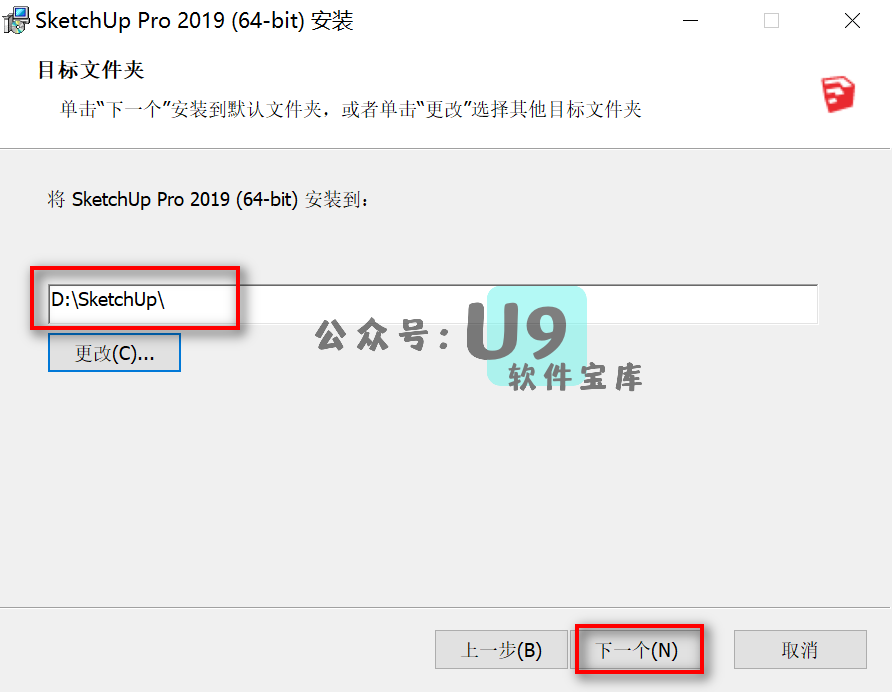 SketchUp Pro 2019 (64-bit) 安装
目标文件夹
单击“下一个”安装到默认文件夹，或者单击“更改”选择其他目标文件夹
将 SketchUp Pro 2019 (64-bit) 安装到：
D:\SketchUp\
更改(C)...
公众号：U9
软件宝库
上一步(B)
下一个(N)
取消